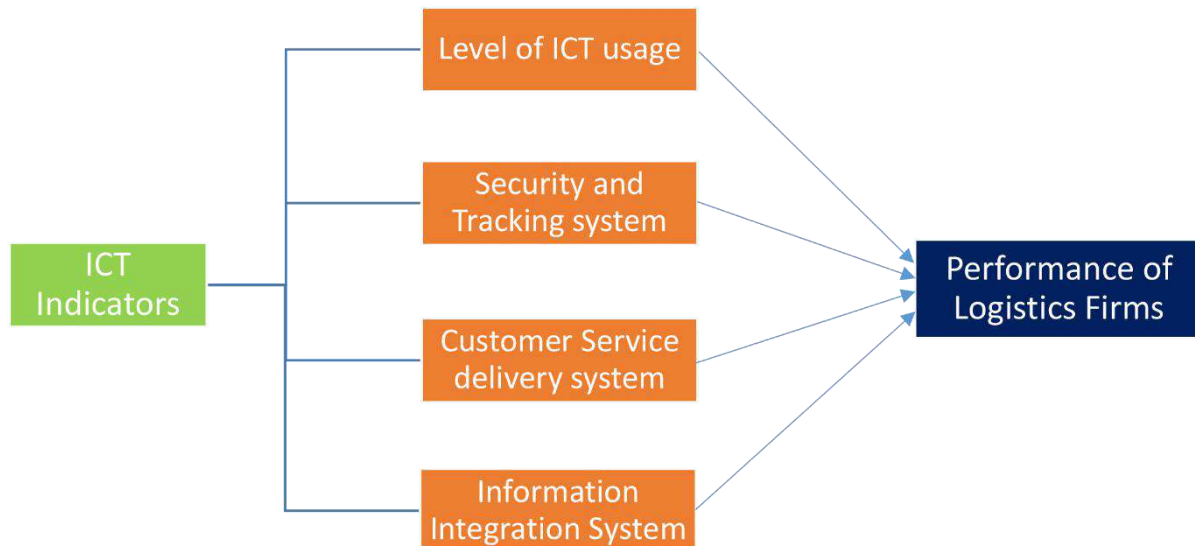 Level of ICT usage
Security and
Tracking system
ICT
Indicators
Performance of
Logistics Firms
Customer Service
delivery system
Information
Integration System